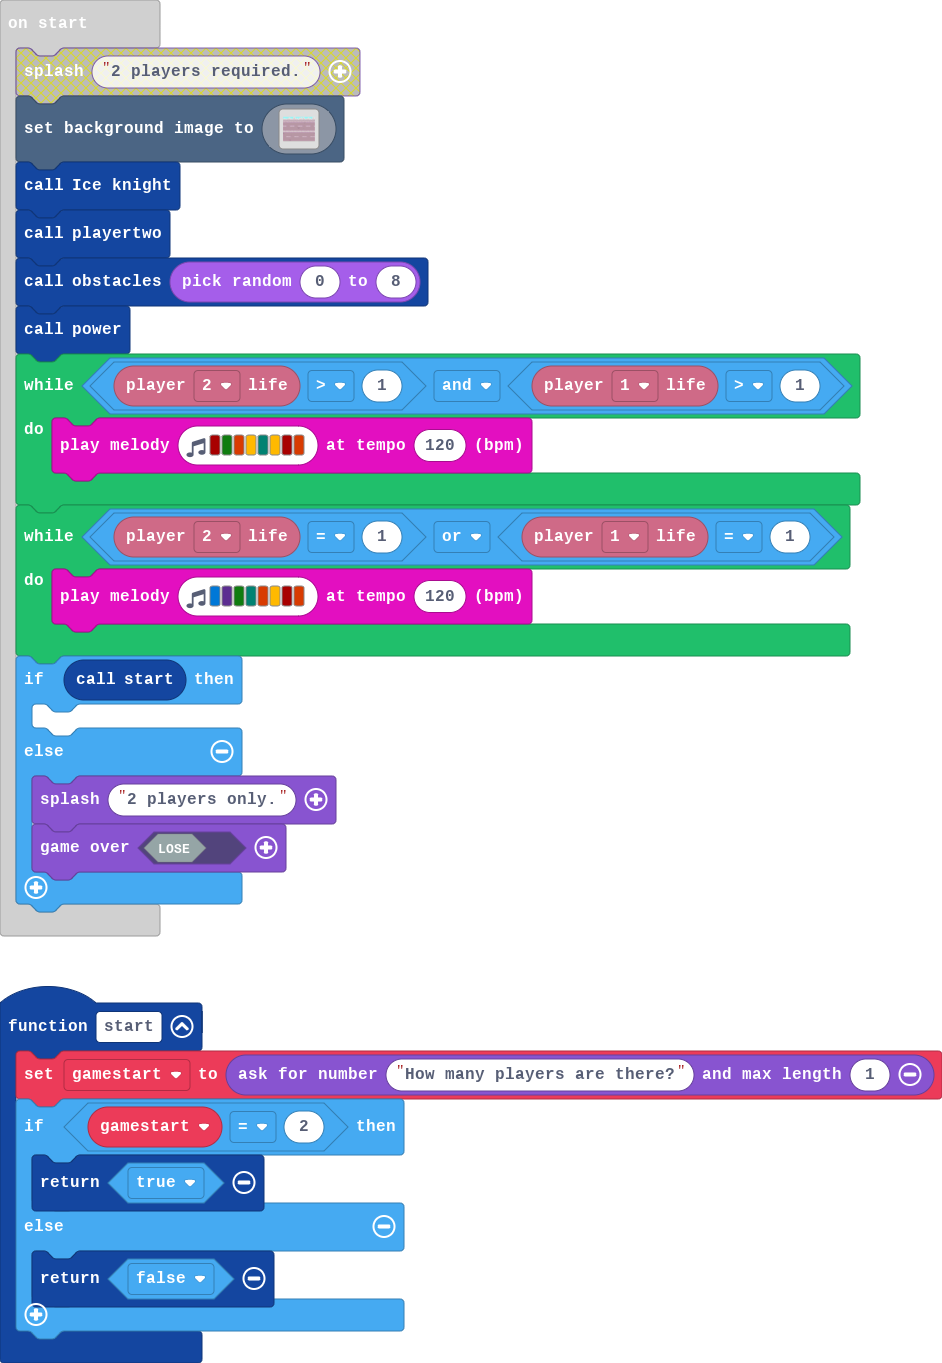 on start
splash "2 players required."
set background image to
call Ice knight
call playertwo
call obstacles pick random 0 to 8
call power
while player 2 life > 1 and player 1 life > 1
do
play melody at tempo 120 (bpm)
while player 2 life = 1 or player 1 life = 1
do
play melody at tempo 120 (bpm)
if call start then
else
splash "2 players only."
game over LOSE
function start
set gamestart to ask for number "How many players are there?" and max length 1
if gamestart = 2 then
return true
else
return false